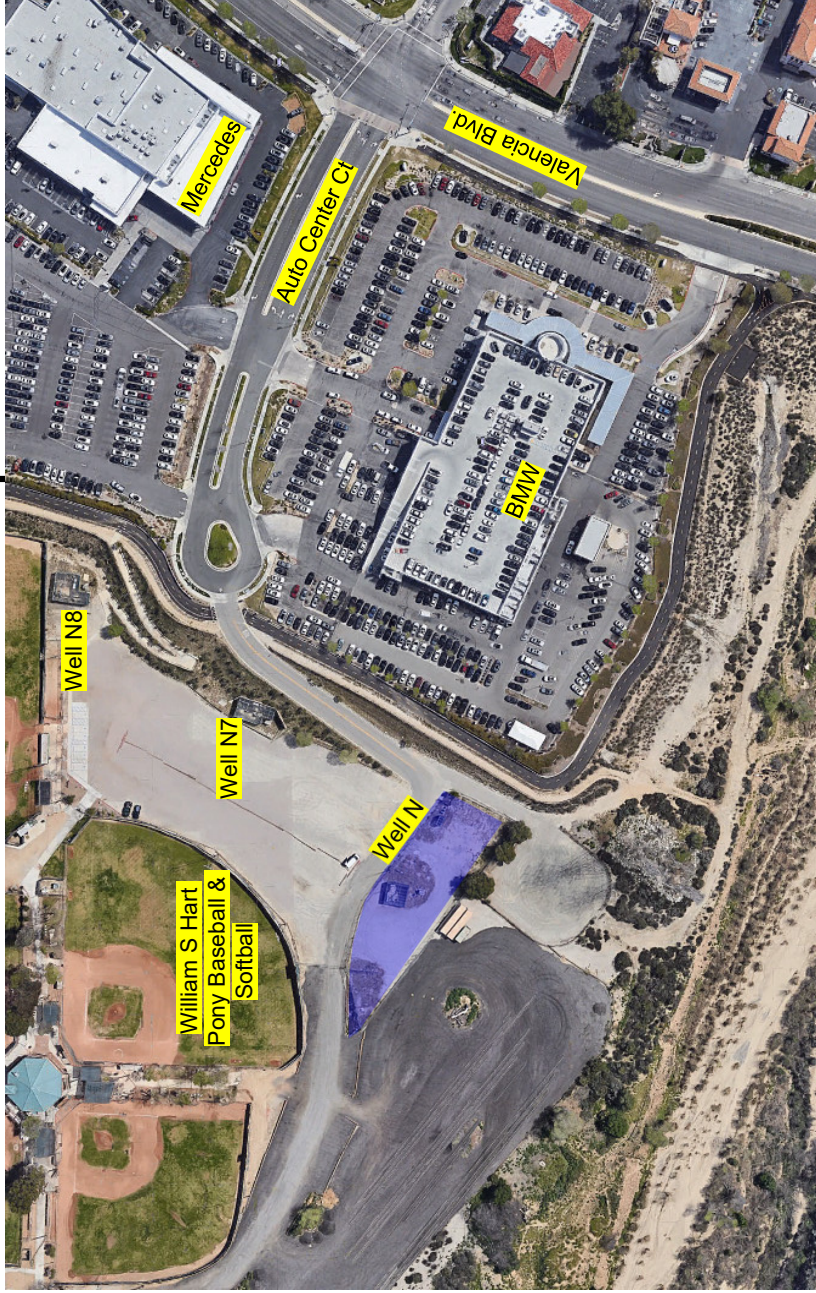 Mercedes
Auto Center Ct
Valencia Blvd.
BMW
Well N8
Well N7
Well N
William S Hart
Pony Baseball &
Softball